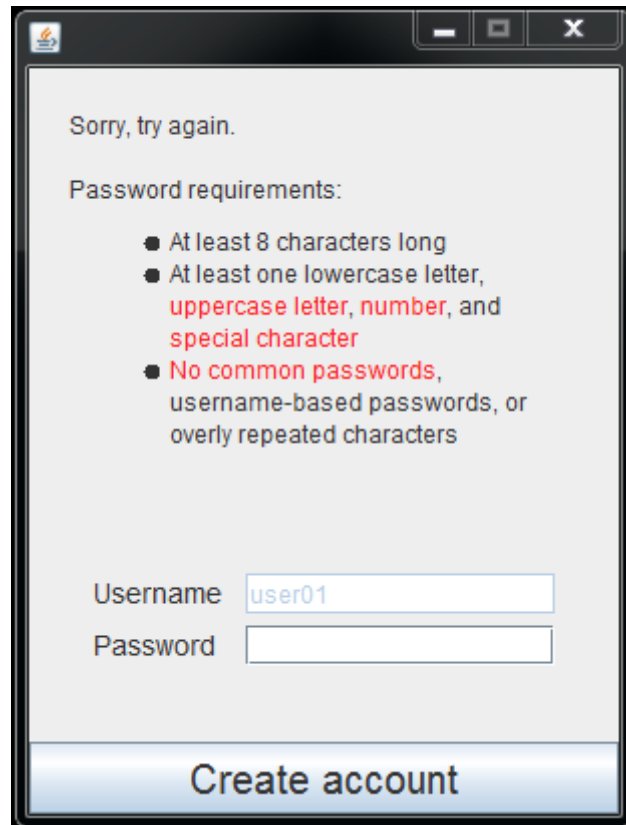 Sorry, try again.
Password requirements:
At least 8 characters long
At least one lowercase letter,
uppercase letter, number, and
special character
No common passwords,
username-based passwords, or
overly repeated characters
Username user01
Password
Create account